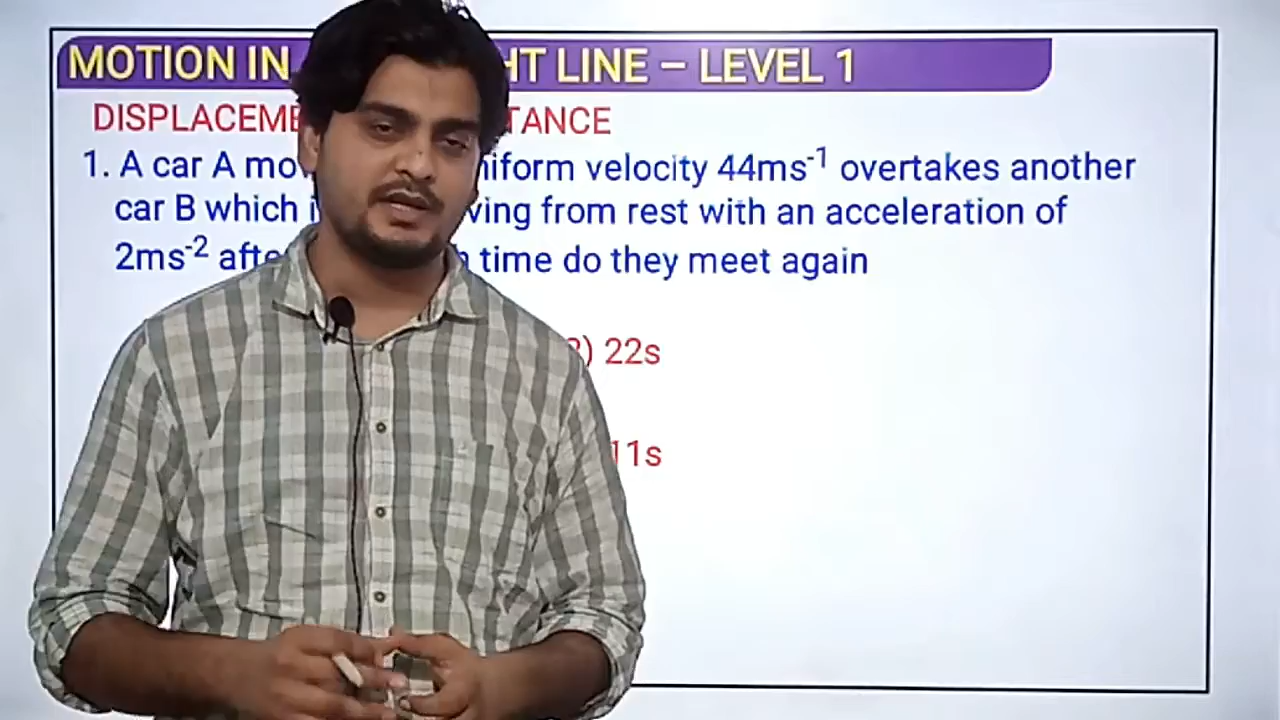 MOTION IN HT LINE – LEVEL 1
DISPLACEME TANCE
1. A car A mo niform velocity 44ms⁻¹ overtakes another
car B which i ving from rest with an acceleration of
2ms⁻² afte h time do they meet again
) 22s
11s